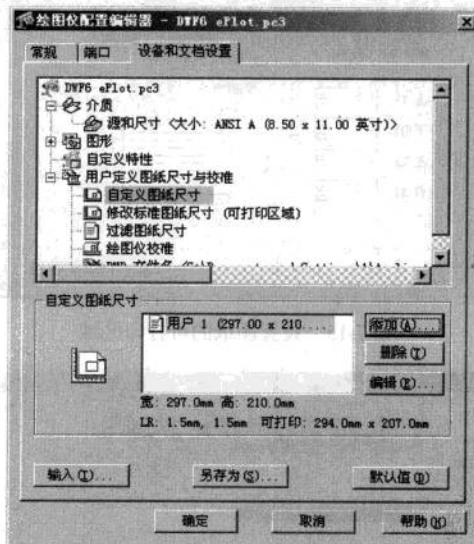 绘图仪配置编辑器 - DWF6 ePlot.pc3
常规 端口 设备和文档设置
DWF6 ePlot.pc3
介质
源和尺寸 <大小: ANSI A (8.50 x 11.00 英寸)>
图形
自定义特性
用户定义图纸尺寸与校准
自定义图纸尺寸
修改标准图纸尺寸 (可打印区域)
过滤图纸尺寸
绘图仪校准
自定义图纸尺寸
用户 1 (297.00 x 210....
添加(A)...
删除(T)
编辑(E)...
宽: 297.0mm 高: 210.0mm
LR: 1.5mm, 1.5mm 可打印: 294.0mm x 207.0mm
输入(I)... 另存为(S)... 默认值(D)
确定 取消 帮助(H)